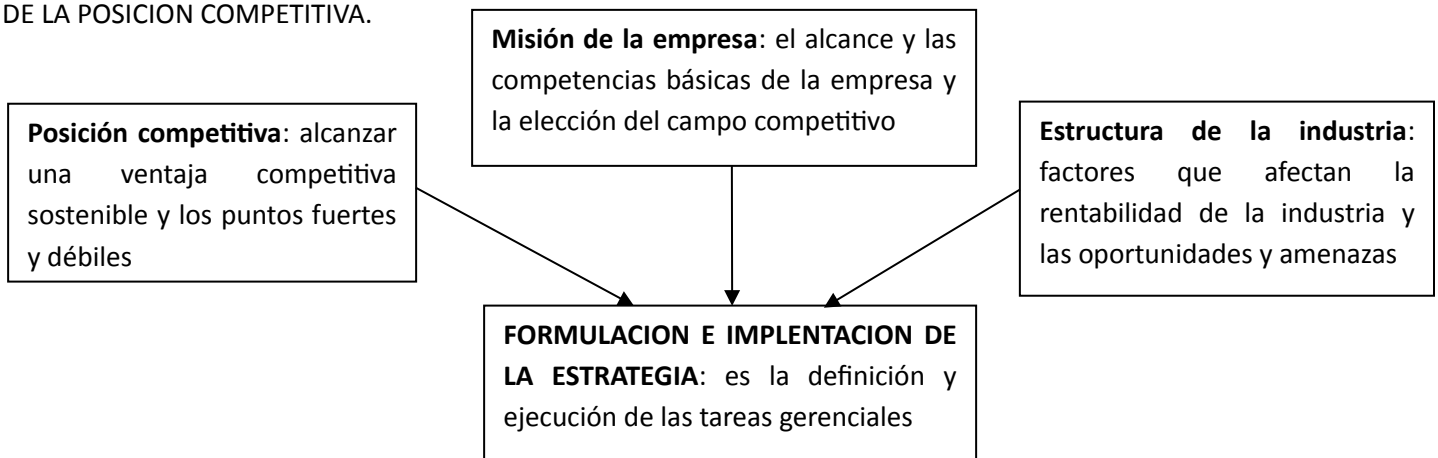 DE LA POSICION COMPETITIVA.
Misión de la empresa: el alcance y las
competencias básicas de la empresa y
la elección del campo competitivo
Posición competitiva: alcanzar
una ventaja competitiva
sostenible y los puntos fuertes
y débiles
Estructura de la industria:
factores que afectan la
rentabilidad de la industria y
las oportunidades y amenazas
FORMULACION E IMPLENTACION DE
LA ESTRATEGIA: es la definición y
ejecución de las tareas gerenciales